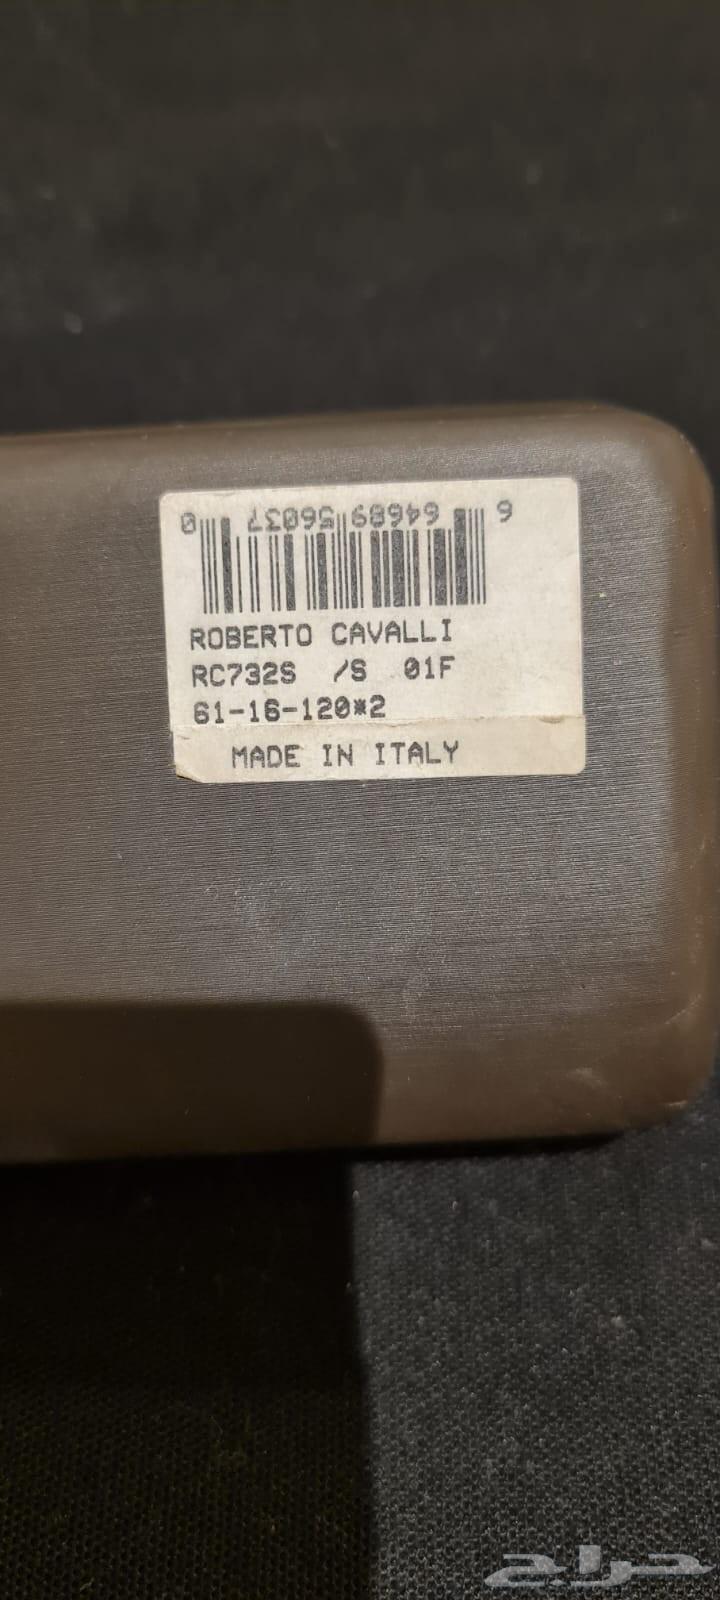 6 64689 56037 0
ROBERTO CAVALLI
RC732S /S 01F
61-16-120*2
MADE IN ITALY
حراج